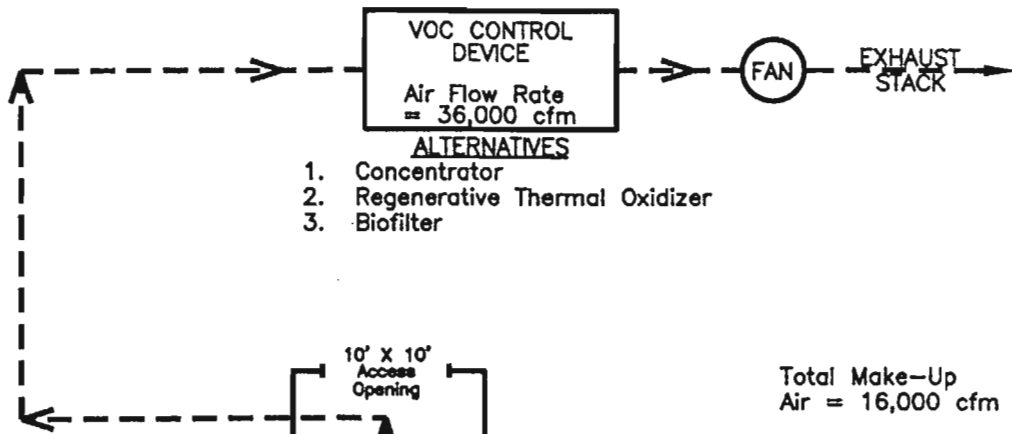 VOC CONTROL
DEVICE
Air Flow Rate
= 36,000 cfm
FAN
EXHAUST
STACK
ALTERNATIVES
1. Concentrator
2. Regenerative Thermal Oxidizer
3. Biofilter
10' X 10'
Access
Opening
Total Make-Up
Air = 16,000 cfm